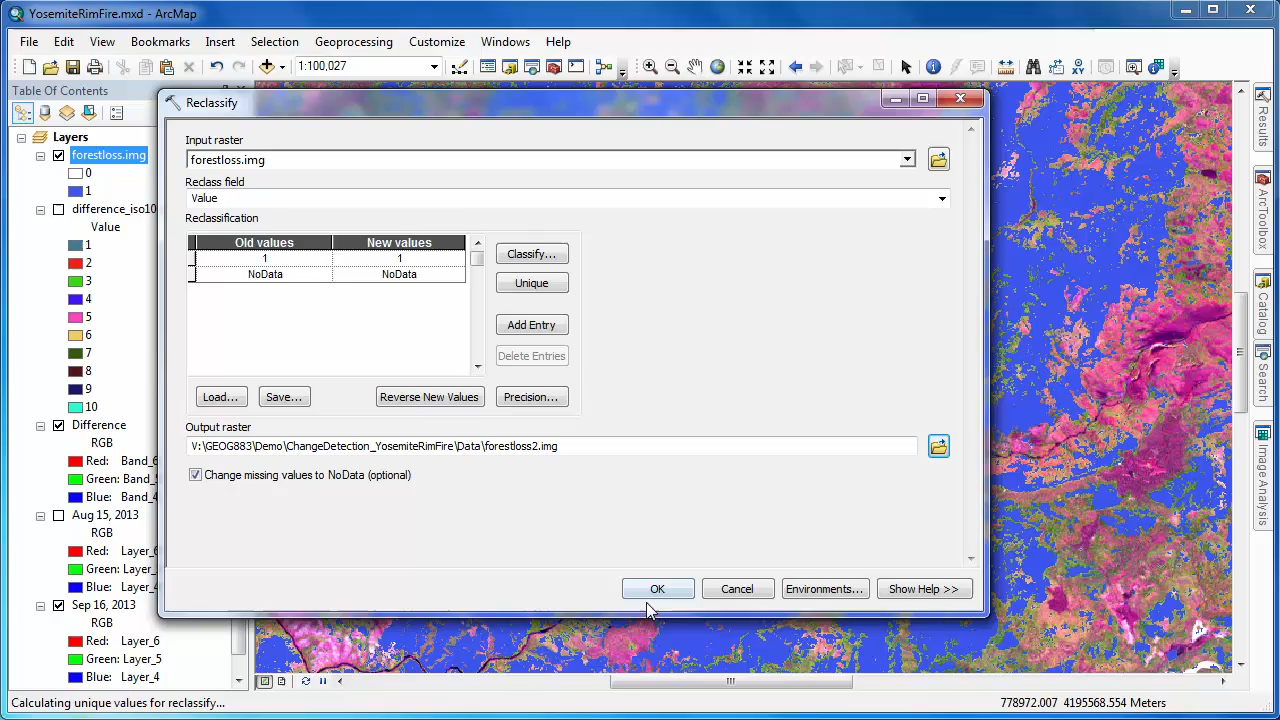 YosemiteRimFire.mxd - ArcMap
File Edit View Bookmarks Insert Selection Geoprocessing Customize Windows Help
1:100,027
Table Of Contents
Layers
forestloss.img
0
1
difference_iso10
Value
1
2
3
4
5
6
7
8
9
10
Difference
RGB
Red: Band_6
Green: Band_
Blue: Band_4
Aug 15, 2013
RGB
Red: Layer_6
Green: Layer_
Blue: Layer_4
Sep 6, 2013
RGB
Red: Layer_6
Green: Layer_5
Blue: Layer_4
Reclassify
Input raster
forestloss.img
Reclass field
Value
Reclassification
Old values New values
1 1
NoData NoData
Classify...
Unique
Add Entry
Delete Entries
Load... Save... Reverse New Values Precision...
Output raster
V:\GEOG883\Demo\ChangeDetection_YosemiteRimFire\Data\forestloss2.img
Change missing values to NoData (optional)
OK Cancel Environments... Show Help >>
Results
ArcToolbox
Catalog
Search
Image Analysis
Calculating unique values for reclassify... 778972.007 4195568.554 Meters